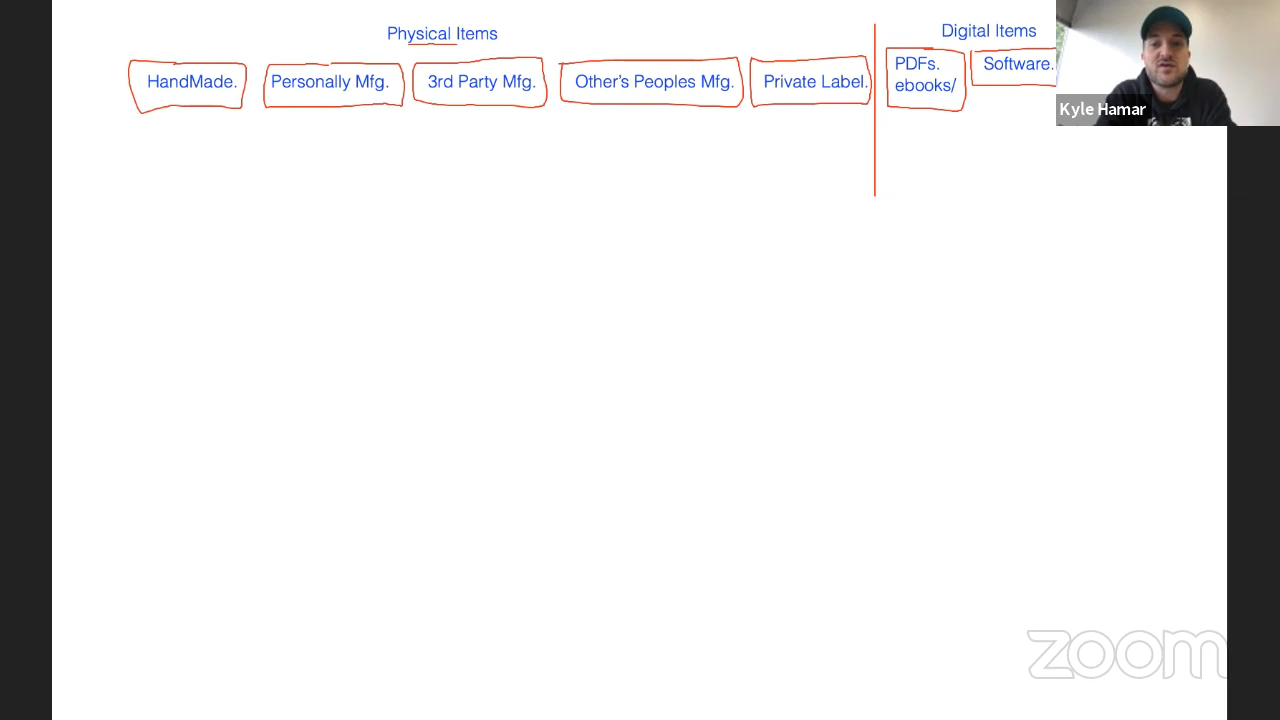 Physical Items
Digital Items
HandMade.
Personally Mfg.
3rd Party Mfg.
Other's Peoples Mfg.
Private Label.
PDFs.
ebooks/
Software.
Kyle Hamar
zoom